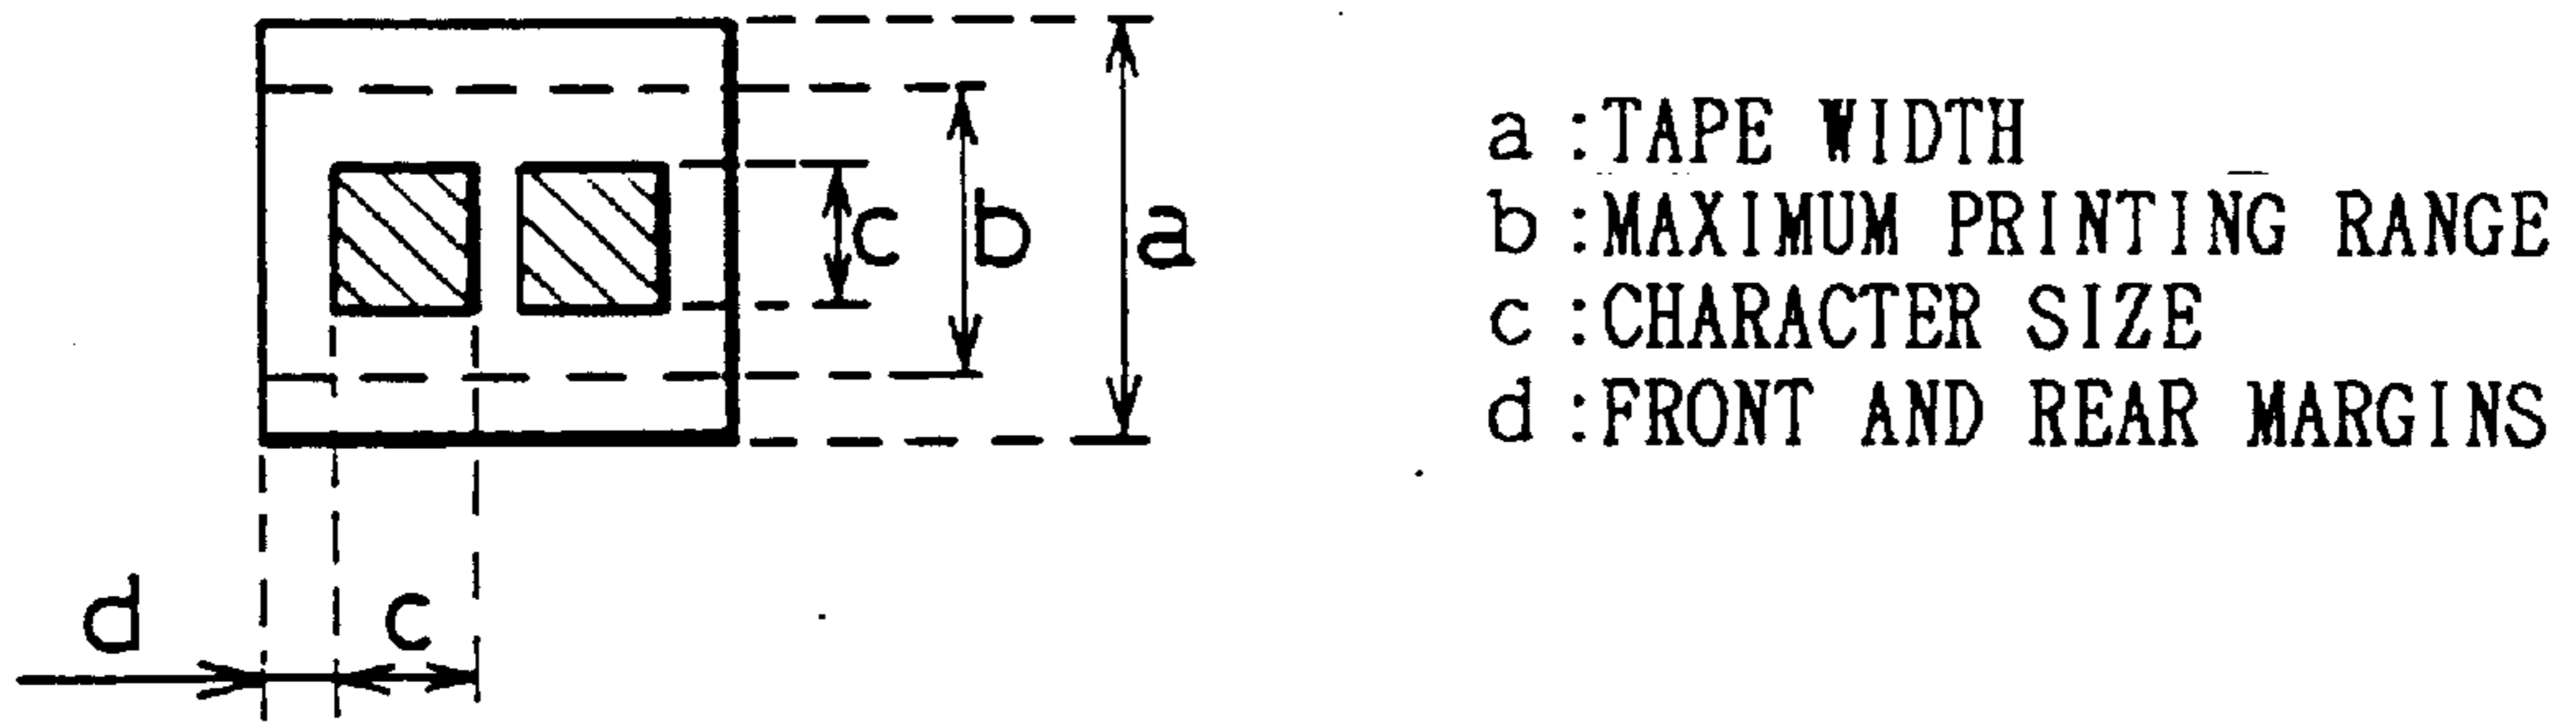 c b a
d c
a :TAPE WIDTH
b :MAXIMUM PRINTING RANGE
c :CHARACTER SIZE
d :FRONT AND REAR MARGINS